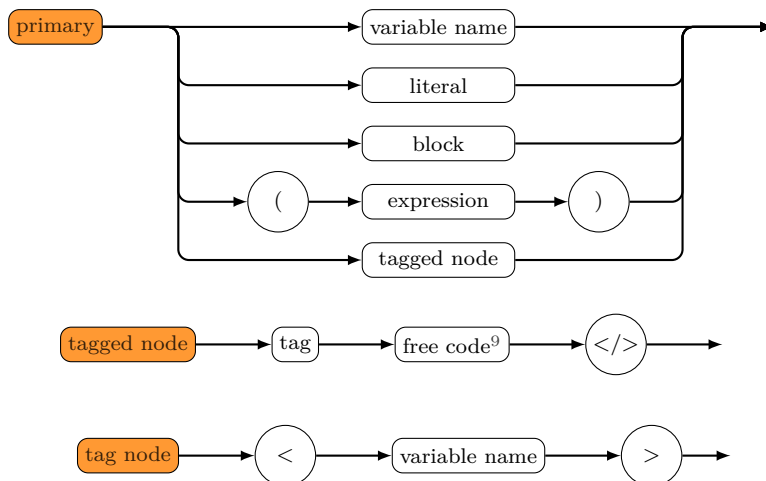 primary variable name
literal
block
( expression )
tagged node
tagged node tag free code⁹ </>
tag node < variable name >